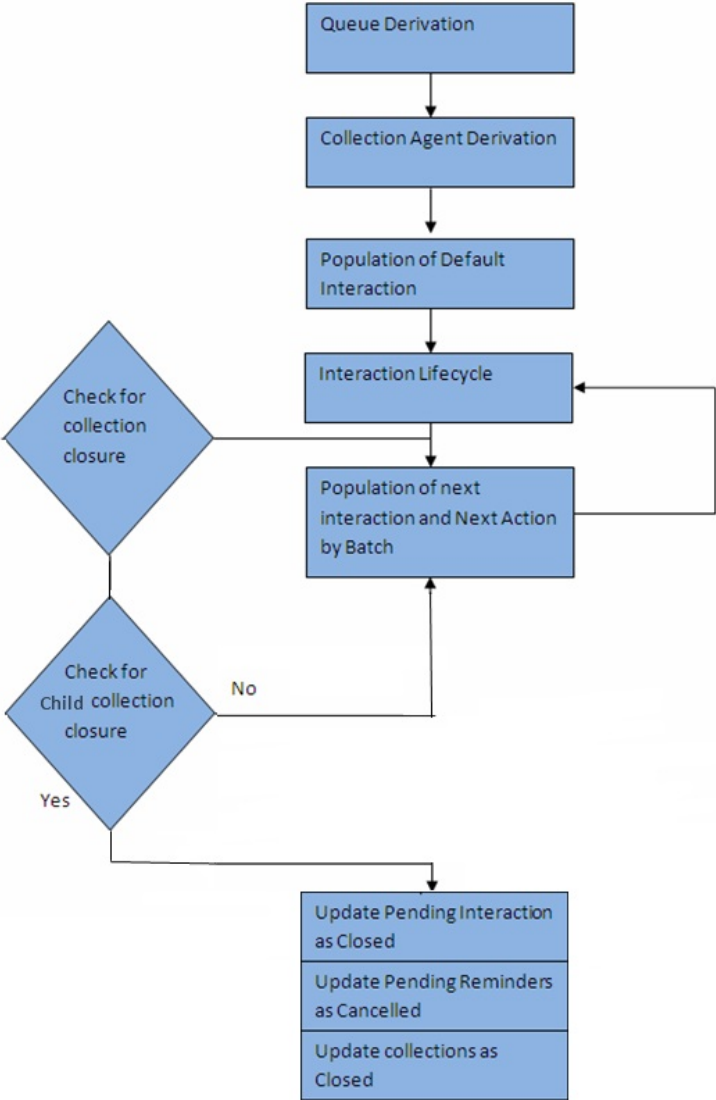 Queue Derivation
Collection Agent Derivation
Population of Default
Interaction
Interaction Lifecycle
Check for
collection
closure
Population of next
interaction and Next Action
by Batch
Check for
Child collection
closure
No
Yes
Update Pending Interaction
as Closed
Update Pending Reminders
as Cancelled
Update collections as
Closed